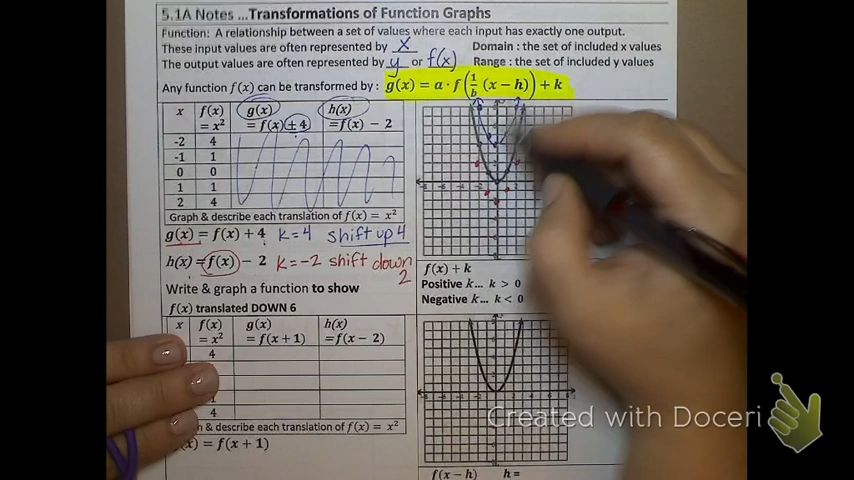 5.1A Notes ...Transformations of Function Graphs
Function: A relationship between a set of values where each input has exactly one output.
These input values are often represented by x Domain : the set of included x values
The output values are often represented by y or f(x) Range : the set of included y values
Any function f(x) can be transformed by : g(x) = a · f(1/b (x − h)) + k
x f(x) = x² g(x) = f(x) + 4 h(x) = f(x) − 2
-2 4
-1 1
0 0
1 1
2 4
Graph & describe each translation of f(x) = x²
g(x) = f(x) + 4 k = 4 shift up 4
h(x) = f(x) − 2 k = −2 shift down 2
Write & graph a function to show
f(x) translated DOWN 6
f(x) + k
Positive k... k > 0
Negative k... k < 0
x f(x) = x² g(x) = f(x + 1) h(x) = f(x − 2)
4
1
4
& describe each translation of f(x) = x²
= f(x + 1)
f(x − h) h =
Created with Doceri